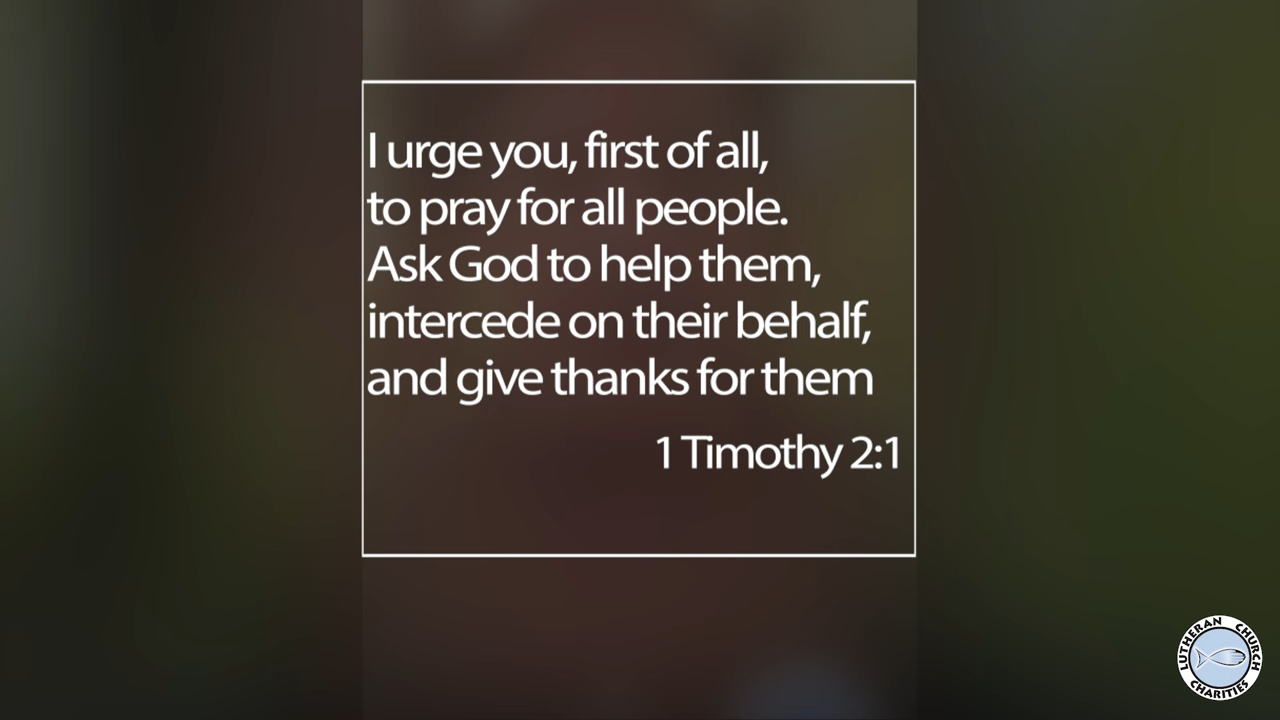 I urge you, first of all,
to pray for all people.
Ask God to help them,
intercede on their behalf,
and give thanks for them
1 Timothy 2:1
LUTHERAN CHURCH
CHARITIES